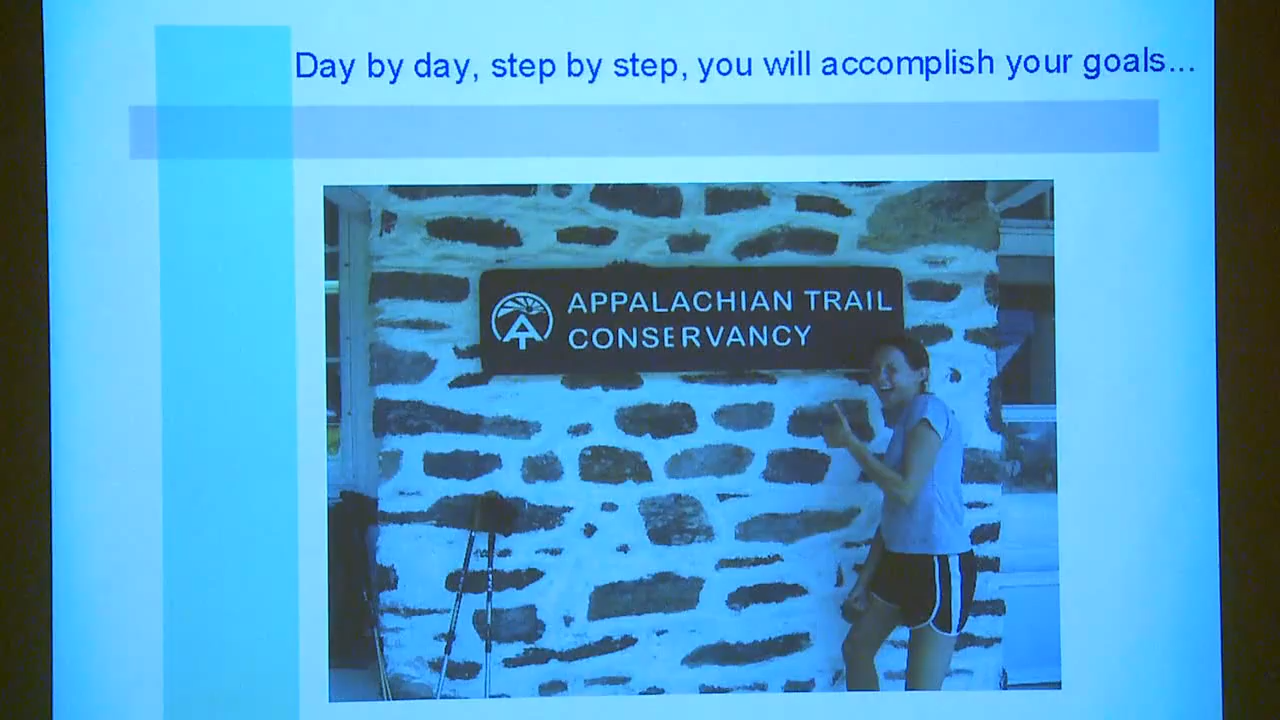 Day by day, step by step, you will accomplish your goals...
APPALACHIAN TRAIL
CONSERVANCY